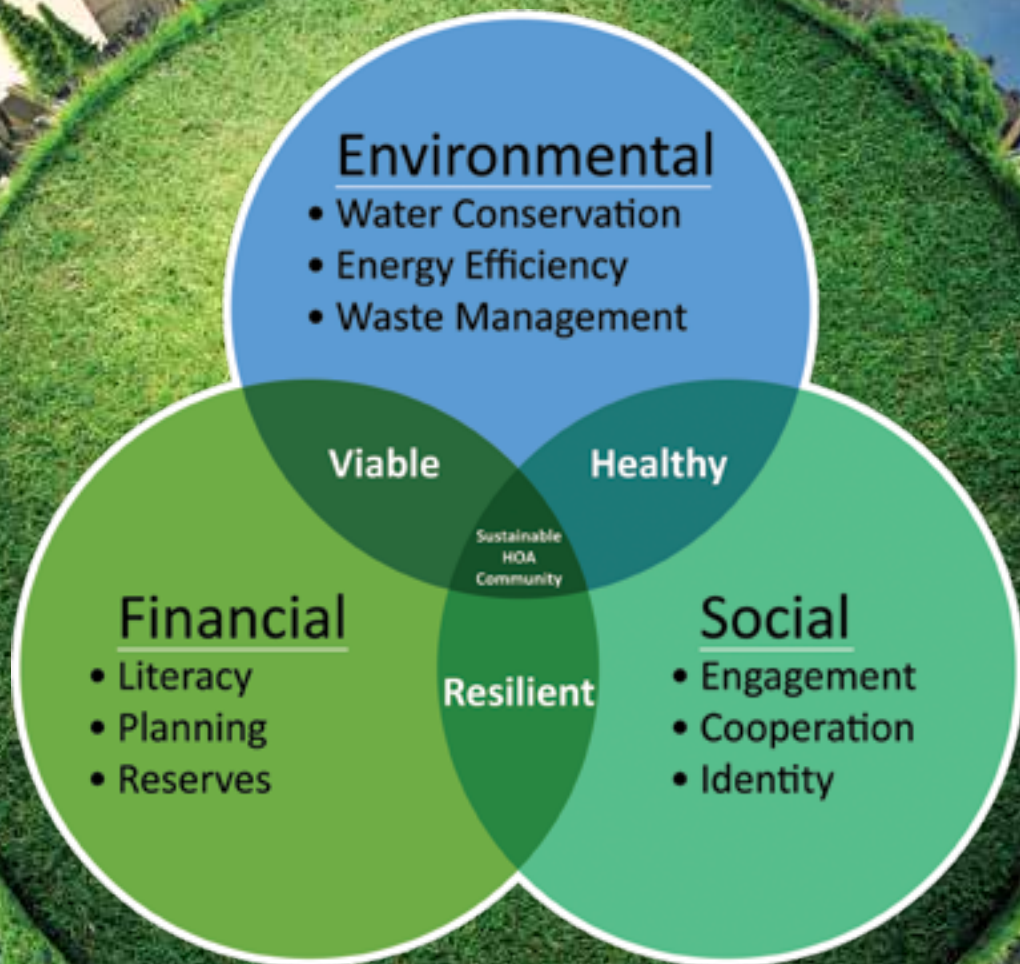 Environmental
• Water Conservation
• Energy Efficiency
• Waste Management
Viable
Healthy
Sustainable
HOA
Community
Financial
• Literacy
• Planning
• Reserves
Resilient
Social
• Engagement
• Cooperation
• Identity